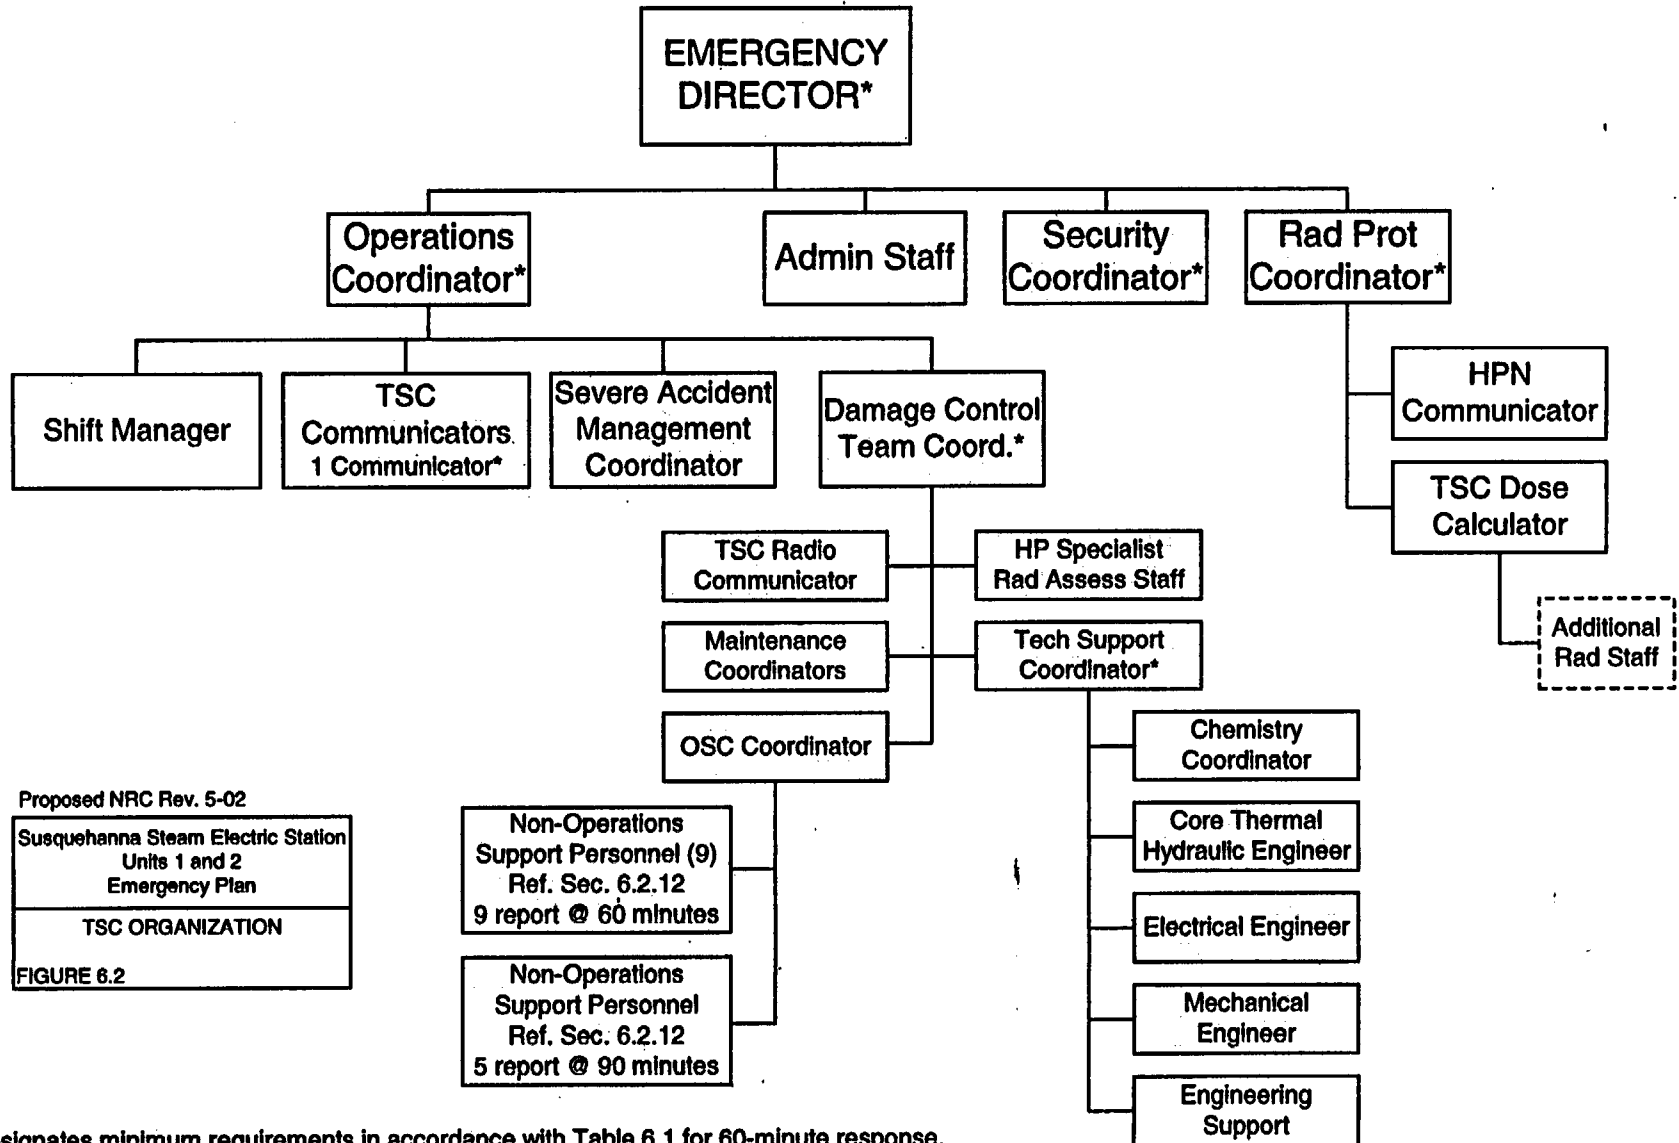 EMERGENCY
DIRECTOR*
Operations
Coordinator*
Admin Staff
Security
Coordinator*
Rad Prot
Coordinator*
Shift Manager
TSC
Communicators
1 Communicator*
Severe Accident
Management
Coordinator
Damage Control
Team Coord.*
HPN
Communicator
TSC Dose
Calculator
Additional
Rad Staff
TSC Radio
Communicator
HP Specialist
Rad Assess Staff
Maintenance
Coordinators
Tech Support
Coordinator*
OSC Coordinator
Chemistry
Coordinator
Core Thermal
Hydraulic Engineer
Electrical Engineer
Mechanical
Engineer
Engineering
Support
Non-Operations
Support Personnel (9)
Ref. Sec. 6.2.12
9 report @ 60 minutes
Non-Operations
Support Personnel
Ref. Sec. 6.2.12
5 report @ 90 minutes
Proposed NRC Rev. 5-02
Susquehanna Steam Electric Station
Units 1 and 2
Emergency Plan
TSC ORGANIZATION
FIGURE 6.2
signates minimum requirements in accordance with Table 6.1 for 60-minute response.